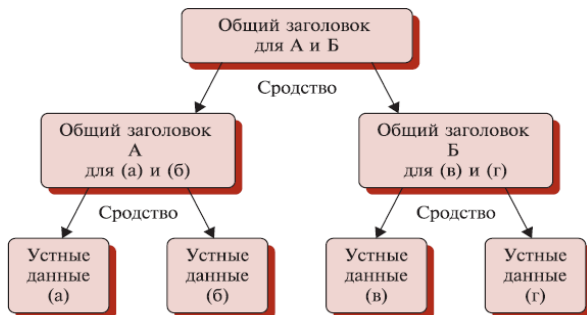 Общий заголовок
для А и Б
Сродство
Общий заголовок
А
для (а) и (б)
Общий заголовок
Б
для (в) и (г)
Сродство
Сродство
Устные
данные
(а)
Устные
данные
(б)
Устные
данные
(в)
Устные
данные
(г)